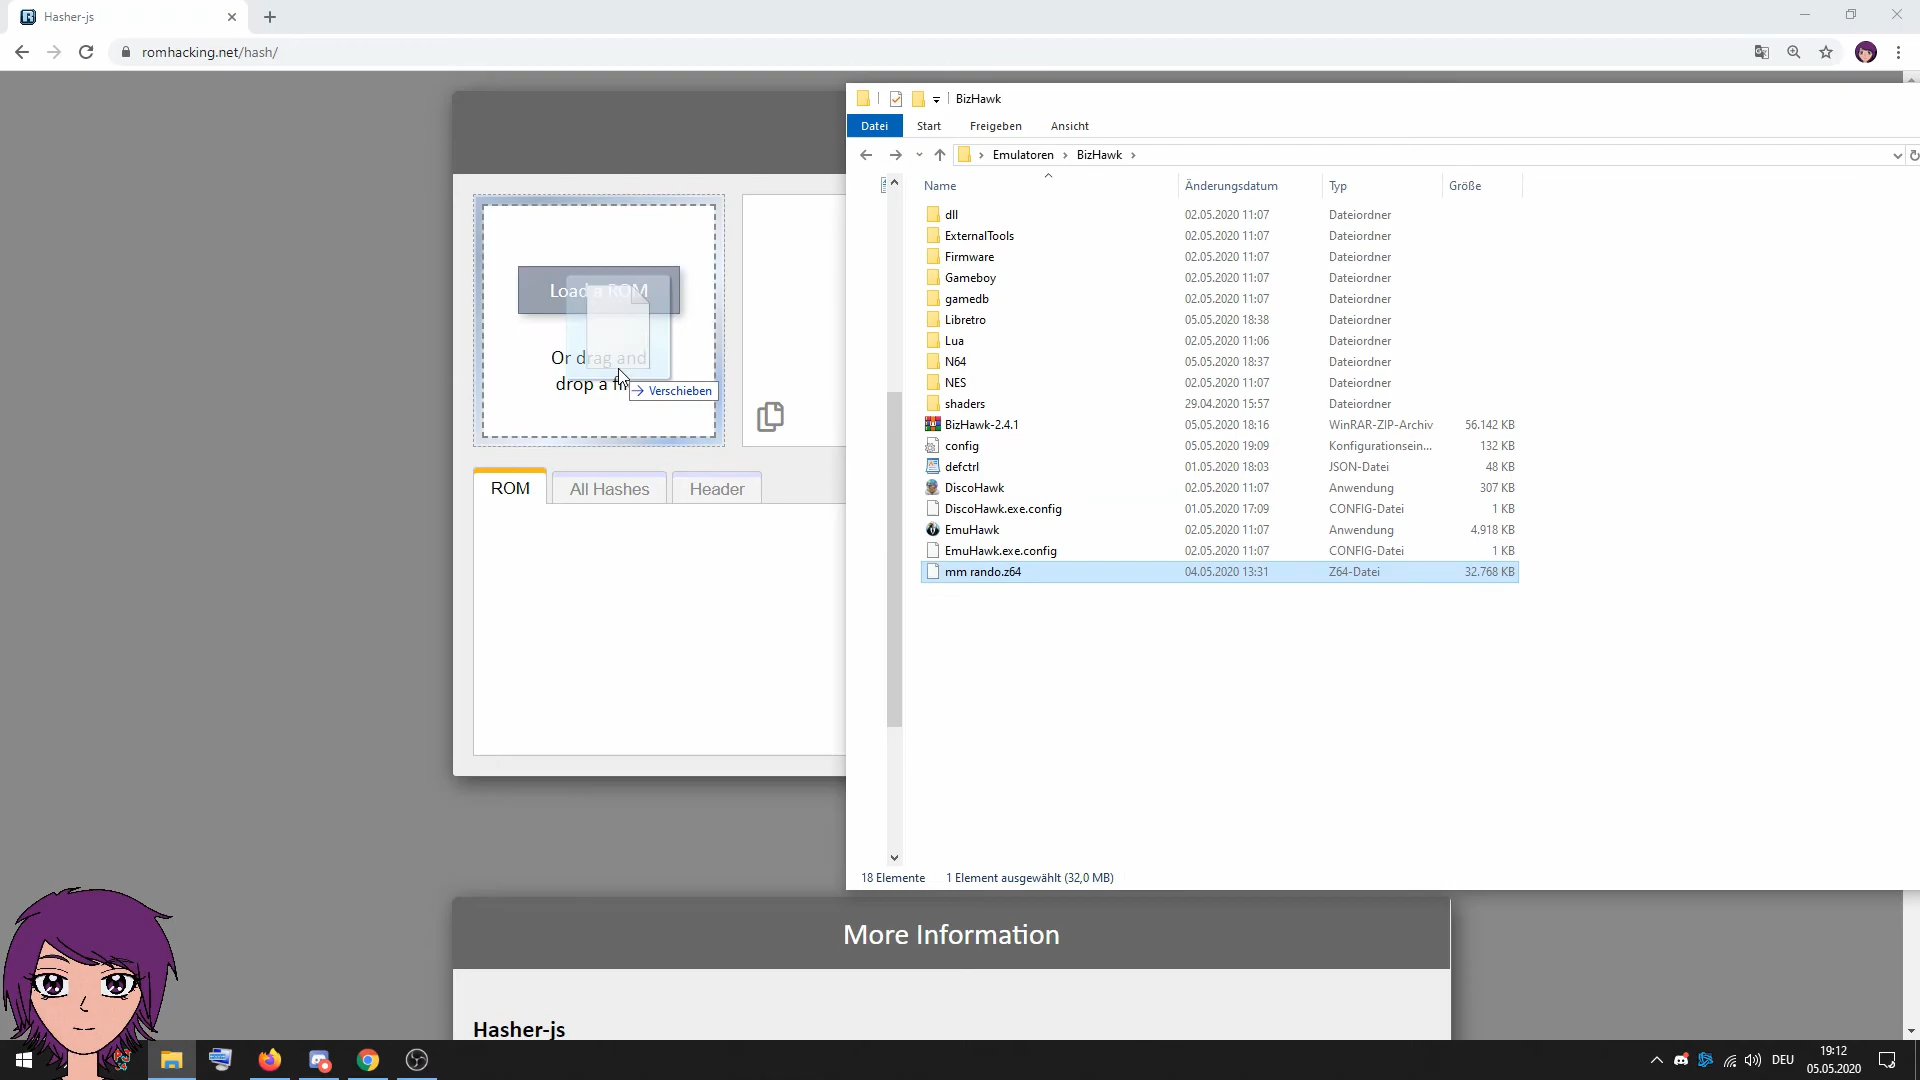 Hasher-js
romhacking.net/hash/
BizHawk
Datei Start Freigeben Ansicht
Emulatoren BizHawk
Name Änderungsdatum Typ Größe
dll 02.05.2020 11:07 Dateiordner
ExternalTools 02.05.2020 11:07 Dateiordner
Firmware 02.05.2020 11:07 Dateiordner
Gameboy 02.05.2020 11:07 Dateiordner
gamedb 02.05.2020 11:07 Dateiordner
Libretro 05.05.2020 18:38 Dateiordner
Lua 02.05.2020 11:06 Dateiordner
N64 05.05.2020 18:37 Dateiordner
NES 02.05.2020 11:07 Dateiordner
shaders 29.04.2020 15:57 Dateiordner
BizHawk-2.4.1 05.05.2020 18:16 WinRAR-ZIP-Archiv 56.142 KB
config 05.05.2020 19:09 Konfigurationsein... 132 KB
defctrl 01.05.2020 18:03 JSON-Datei 48 KB
DiscoHawk 02.05.2020 11:07 Anwendung 307 KB
DiscoHawk.exe.config 01.05.2020 17:09 CONFIG-Datei 1 KB
EmuHawk 02.05.2020 11:07 Anwendung 4.918 KB
EmuHawk.exe.config 02.05.2020 11:07 CONFIG-Datei 1 KB
mm rando.z64 04.05.2020 13:31 Z64-Datei 32.768 KB
18 Elemente 1 Element ausgewählt (32,0 MB)
Load a ROM
Or drag and
drop a
Verschieben
ROM All Hashes Header
More Information
Hasher-js
DEU
19:12
05.05.2020